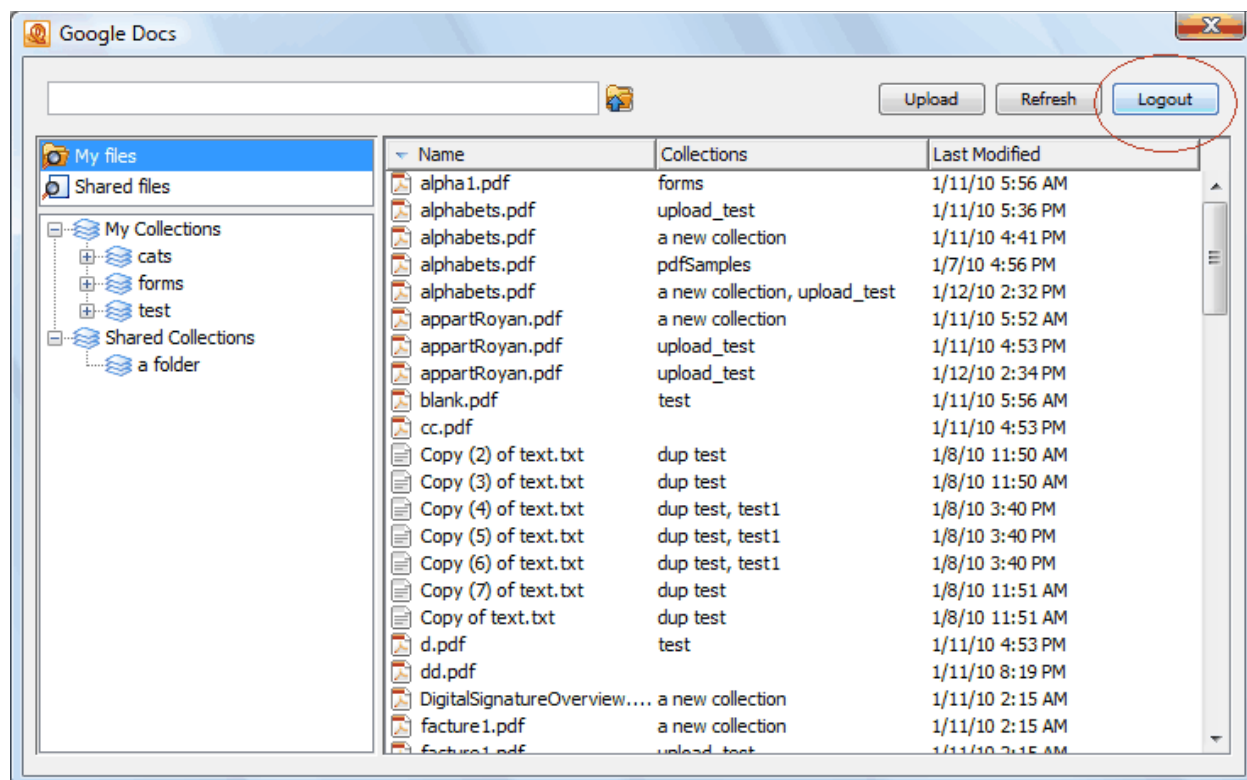 Google Docs
Upload Refresh Logout
My files
Shared files
My Collections
cats
forms
test
Shared Collections
a folder
Name Collections Last Modified
alpha1.pdf forms 1/11/10 5:56 AM
alphabets.pdf upload_test 1/11/10 5:36 PM
alphabets.pdf a new collection 1/11/10 4:41 PM
alphabets.pdf pdfSamples 1/7/10 4:56 PM
alphabets.pdf a new collection, upload_test 1/12/10 2:32 PM
appartRoyan.pdf a new collection 1/11/10 5:52 AM
appartRoyan.pdf upload_test 1/11/10 4:53 PM
appartRoyan.pdf upload_test 1/12/10 2:34 PM
blank.pdf test 1/11/10 5:56 AM
cc.pdf 1/11/10 4:53 PM
Copy (2) of text.txt dup test 1/8/10 11:50 AM
Copy (3) of text.txt dup test 1/8/10 11:50 AM
Copy (4) of text.txt dup test, test1 1/8/10 3:40 PM
Copy (5) of text.txt dup test, test1 1/8/10 3:40 PM
Copy (6) of text.txt dup test, test1 1/8/10 3:40 PM
Copy (7) of text.txt dup test 1/8/10 11:51 AM
Copy of text.txt dup test 1/8/10 11:51 AM
d.pdf test 1/11/10 4:53 PM
dd.pdf 1/11/10 8:19 PM
DigitalSignatureOverview.... a new collection 1/11/10 2:15 AM
facture1.pdf a new collection 1/11/10 2:15 AM
facture1.pdf upload_test 1/11/10 2:15 AM